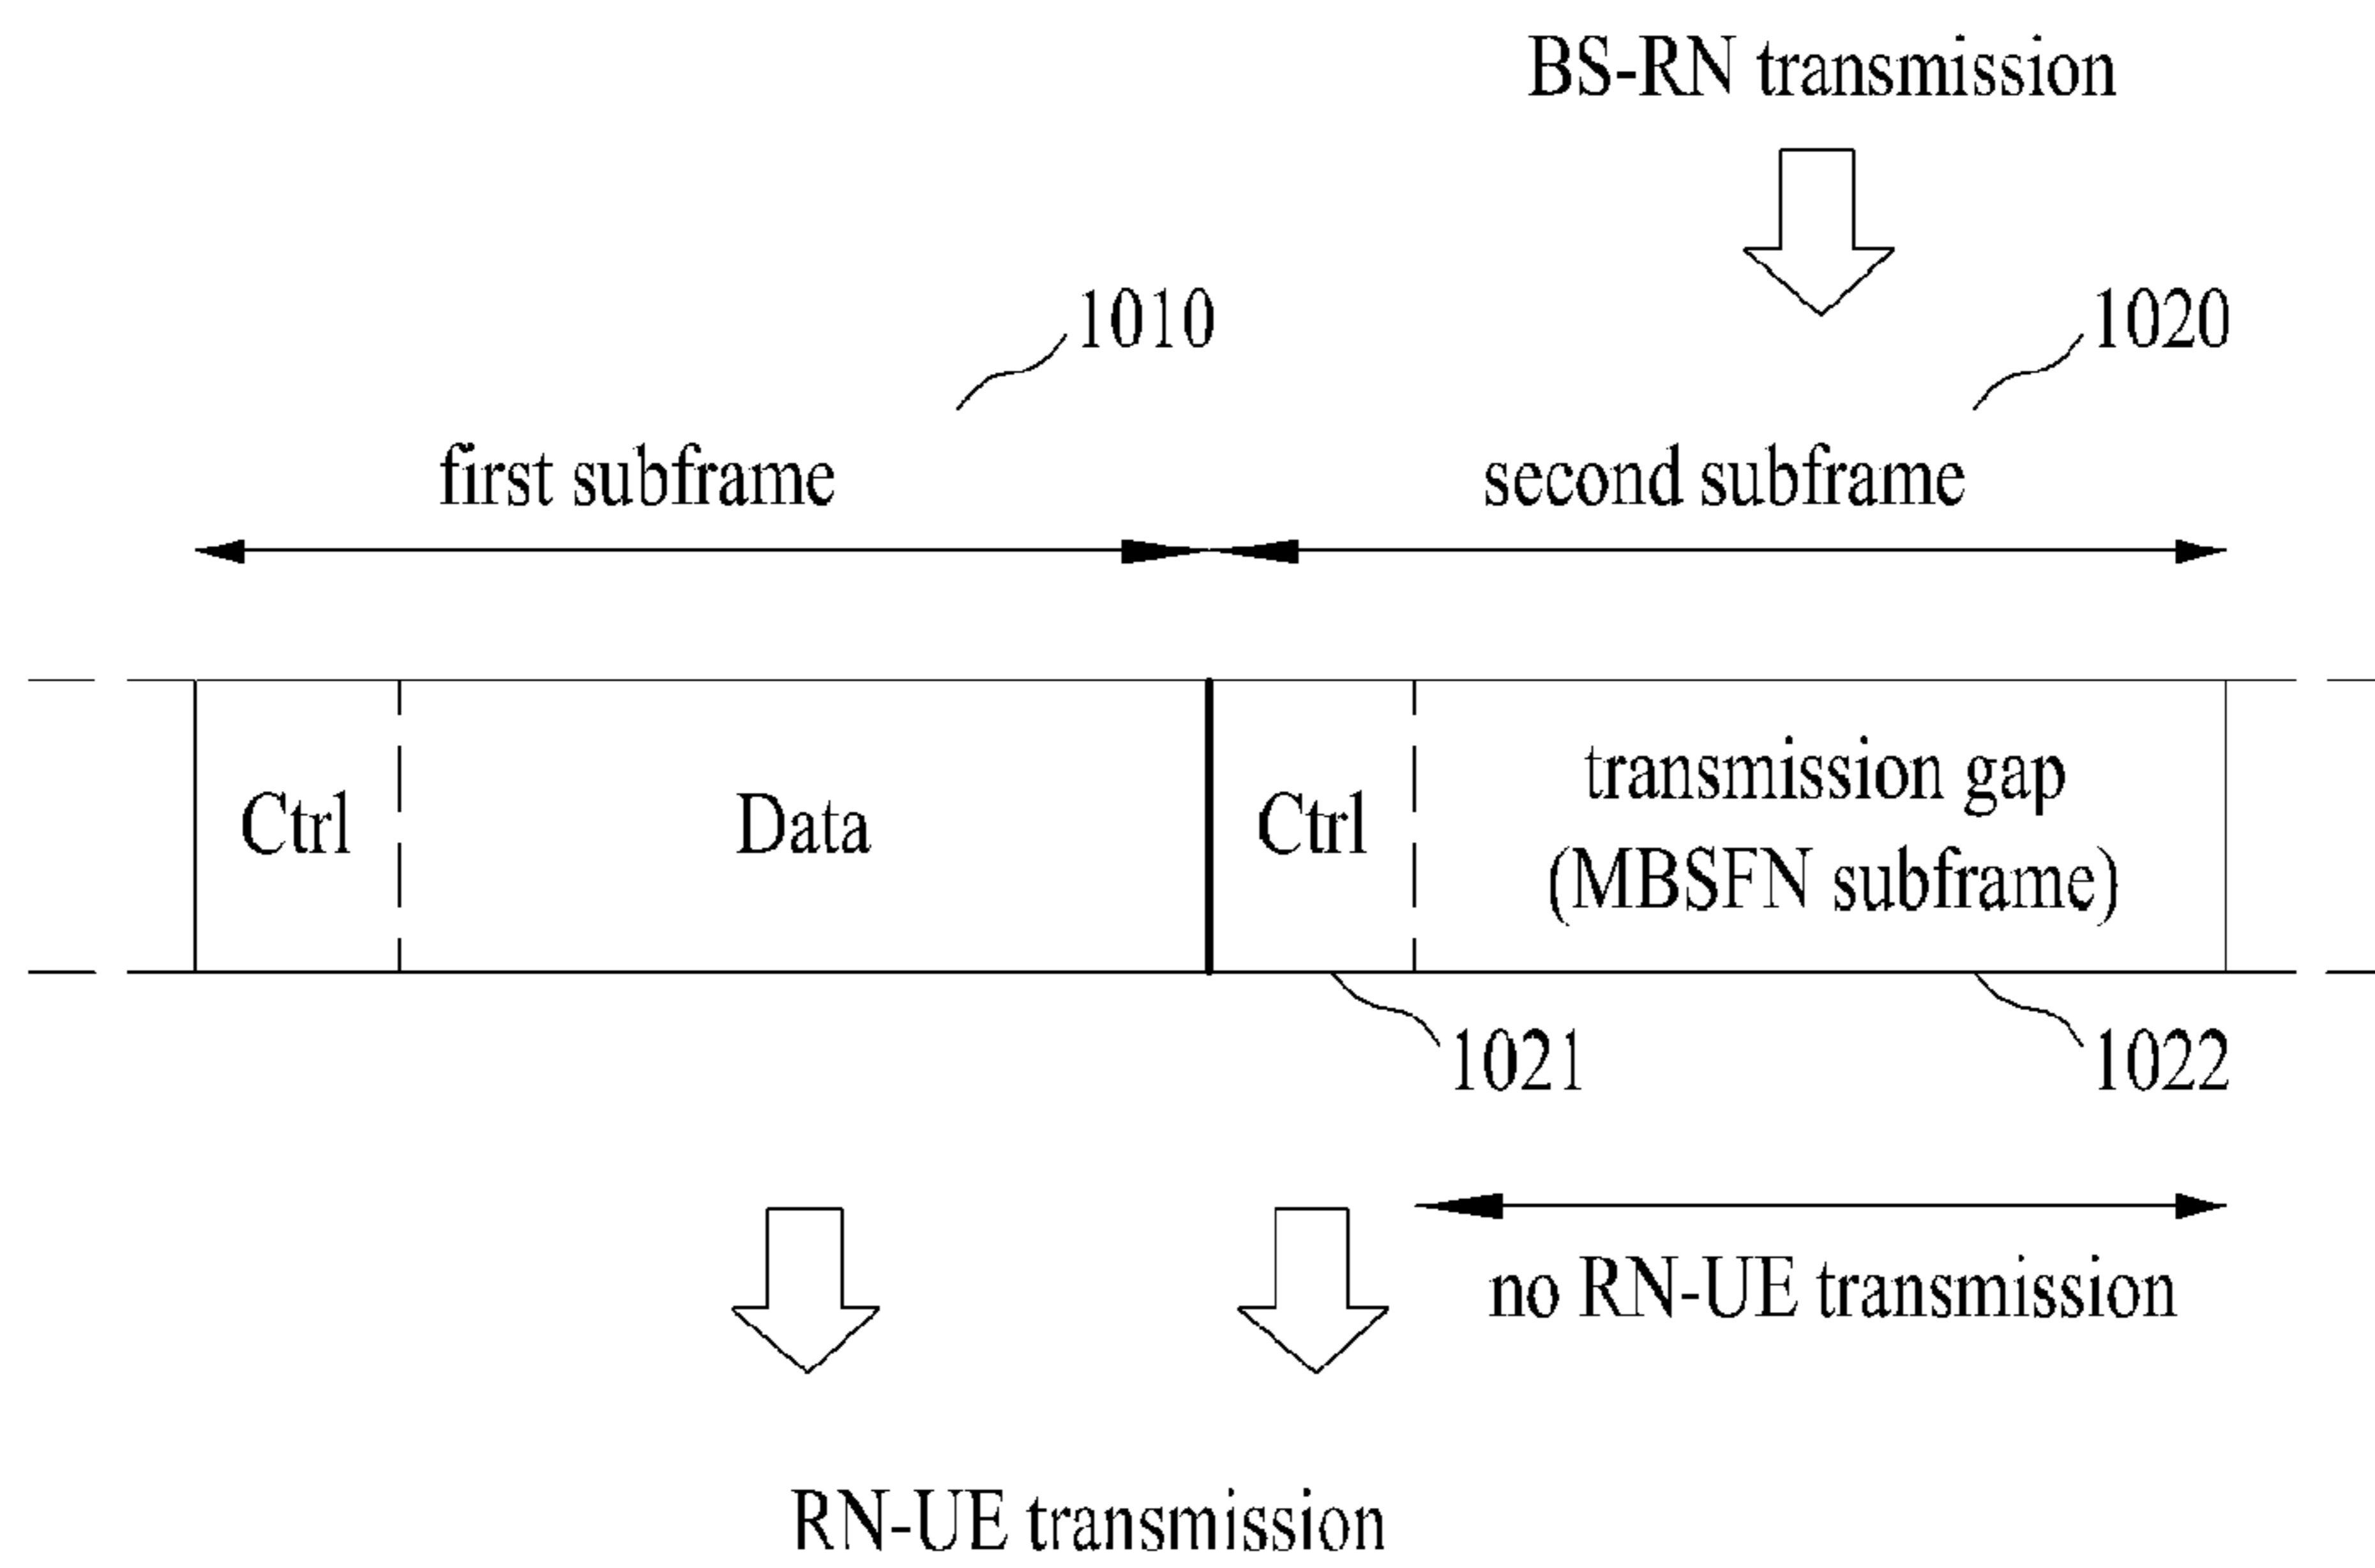 BS-RN transmission
1010
1020
first subframe
second subframe
Ctrl
Data
Ctrl
transmission gap
(MBSFN subframe)
1021
1022
no RN-UE transmission
RN-UE transmission